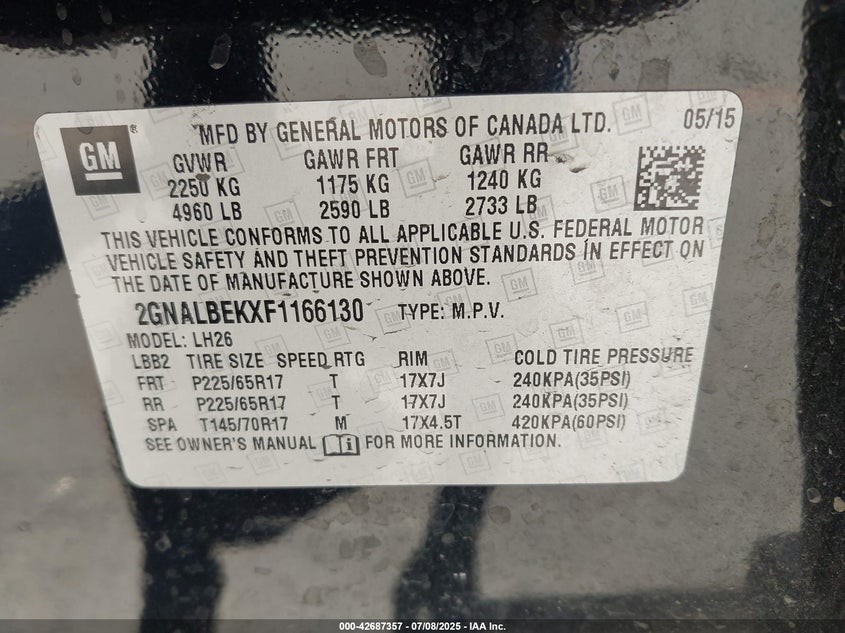 GM ® MFD BY GENERAL MOTORS OF CANADA LTD. 05/15
GVWR GAWR FRT GAWR RR
2250 KG 1175 KG 1240 KG
4960 LB 2590 LB 2733 LB
THIS VEHICLE CONFORMS TO ALL APPLICABLE U.S. FEDERAL MOTOR
VEHICLE SAFETY AND THEFT PREVENTION STANDARDS IN EFFECT ON
THE DATE OF MANUFACTURE SHOWN ABOVE.
2GNALBEKXF1166130 TYPE: M.P.V.
MODEL: LH26
LBB2 TIRE SIZE SPEED RTG RIM COLD TIRE PRESSURE
FRT P225/65R17 T 17X7J 240KPA(35PSI)
RR P225/65R17 T 17X7J 240KPA(35PSI)
SPA T145/70R17 M 17X4.5T 420KPA(60PSI)
SEE OWNER'S MANUAL FOR MORE INFORMATION.
000-42687357 - 07/08/2025 - IAA Inc.